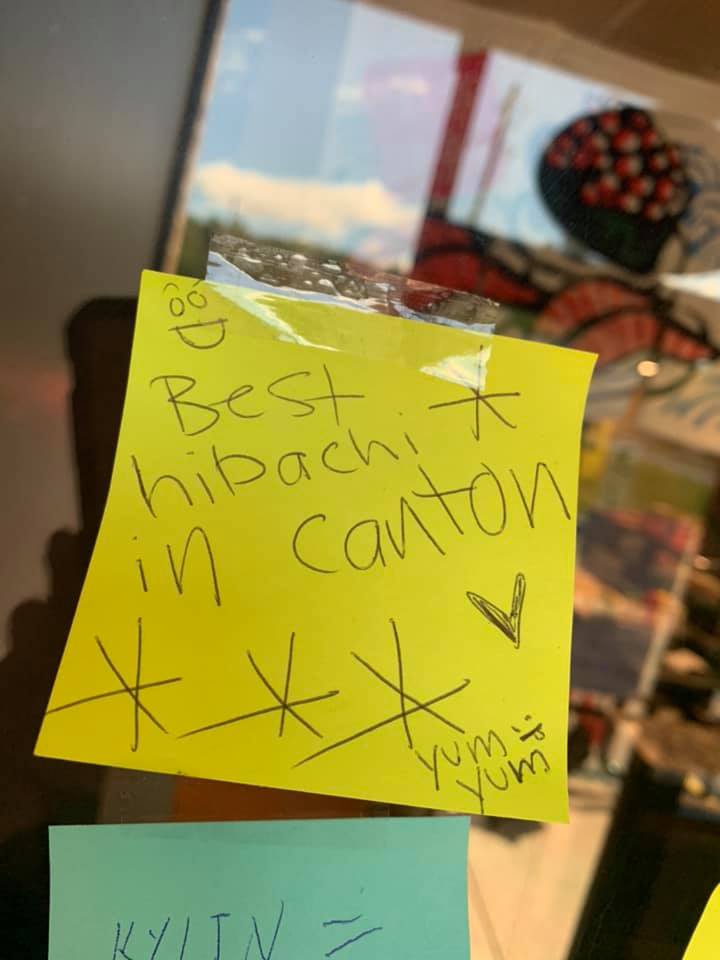 Best
hibachi
in canton
yum
yum
KYLIN =